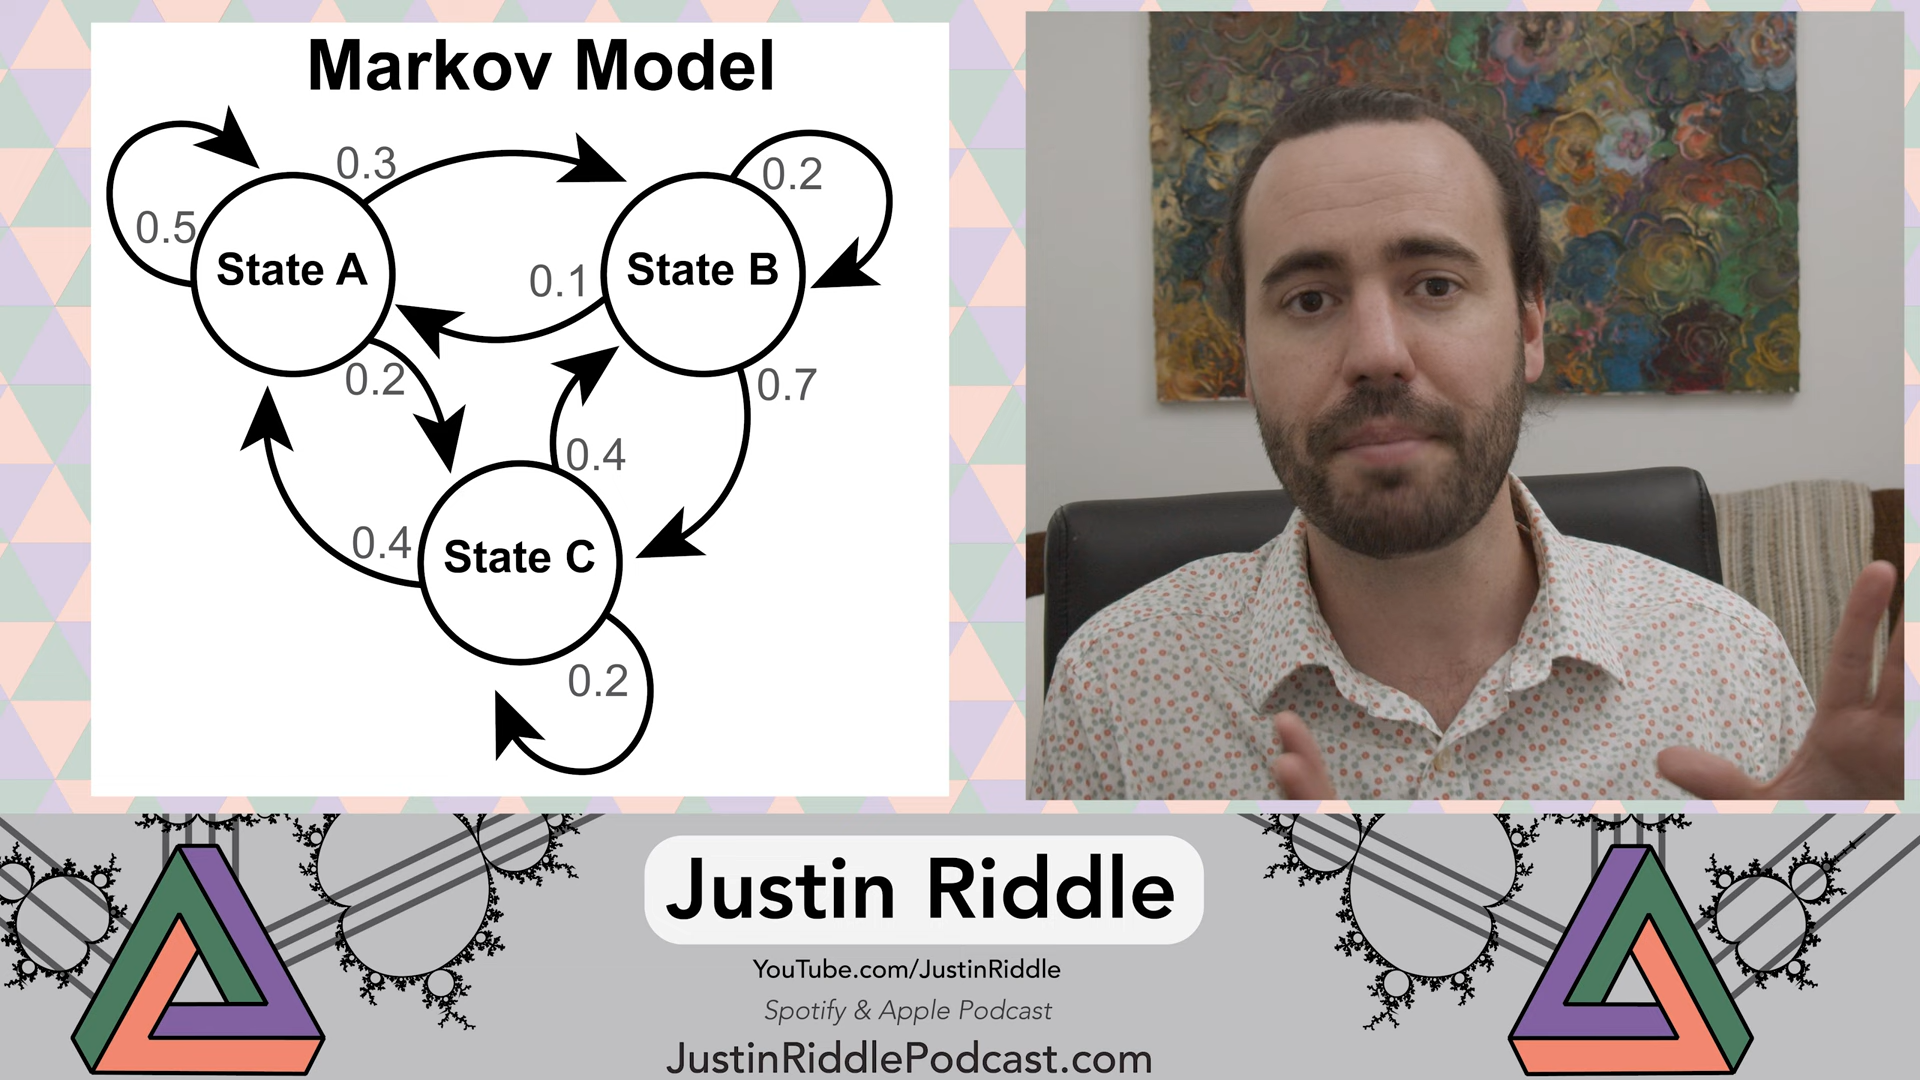 Markov Model
0.3
0.2
0.5
State A
0.1
State B
0.2
0.7
0.4
0.4
State C
0.2
Justin Riddle
YouTube.com/JustinRiddle
Spotify & Apple Podcast
JustinRiddlePodcast.com